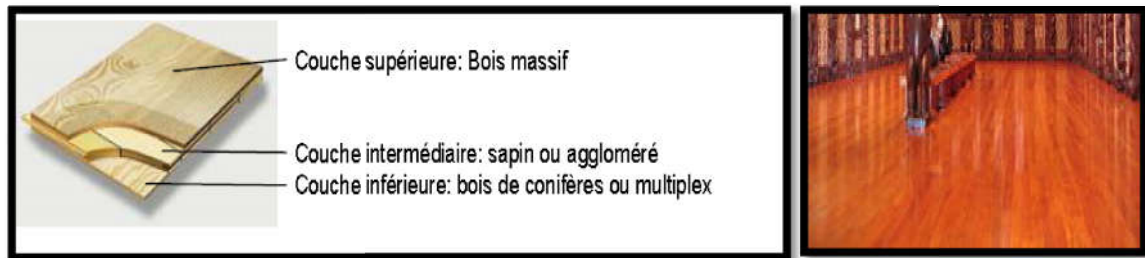 Couche supérieure: Bois massif
Couche intermédiaire: sapin ou aggloméré
Couche inférieure: bois de conifères ou multiplex